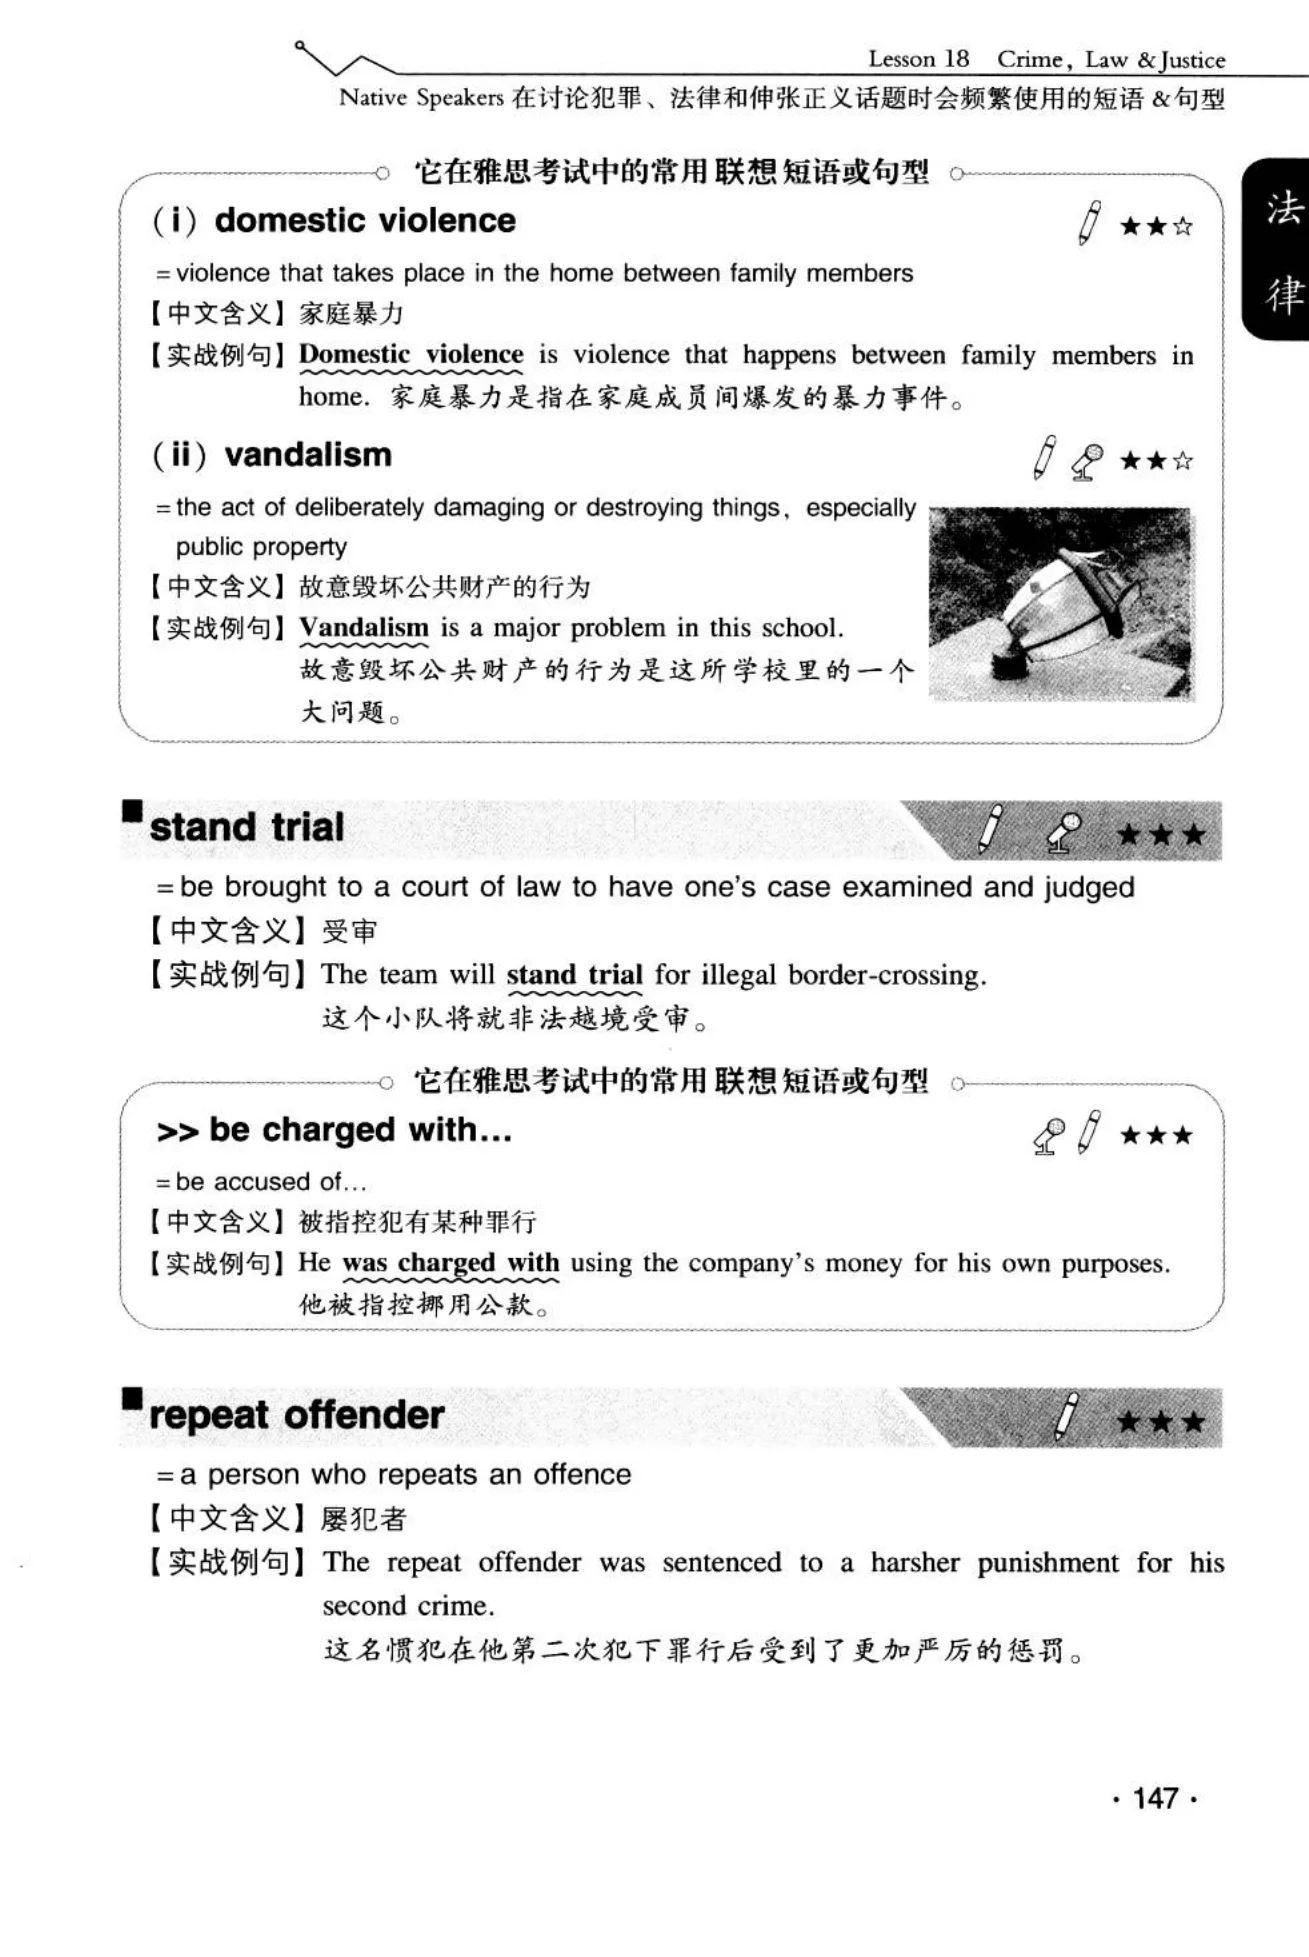 Lesson 18 Crime, Law & Justice
Native Speakers 在讨论犯罪、法律和伸张正义话题时会频繁使用的短语 & 句型
法
律
它在雅思考试中的常用联想短语或句型
(i) domestic violence ★★☆
= violence that takes place in the home between family members
【中文含义】家庭暴力
【实战例句】Domestic violence is violence that happens between family members in
home. 家庭暴力是指在家庭成员间爆发的暴力事件。
(ii) vandalism ★★☆
= the act of deliberately damaging or destroying things, especially
public property
【中文含义】故意毁坏公共财产的行为
【实战例句】Vandalism is a major problem in this school.
故意毁坏公共财产的行为是这所学校里的一个
大问题。
■ stand trial ★★★
= be brought to a court of law to have one's case examined and judged
【中文含义】受审
【实战例句】The team will stand trial for illegal border-crossing.
这个小队将就非法越境受审。
它在雅思考试中的常用联想短语或句型
>> be charged with... ★★★
= be accused of...
【中文含义】被指控犯有某种罪行
【实战例句】He was charged with using the company's money for his own purposes.
他被指控挪用公款。
■ repeat offender ★★★
= a person who repeats an offence
【中文含义】屡犯者
【实战例句】The repeat offender was sentenced to a harsher punishment for his
second crime.
这名惯犯在他第二次犯下罪行后受到了更加严厉的惩罚。
· 147 ·